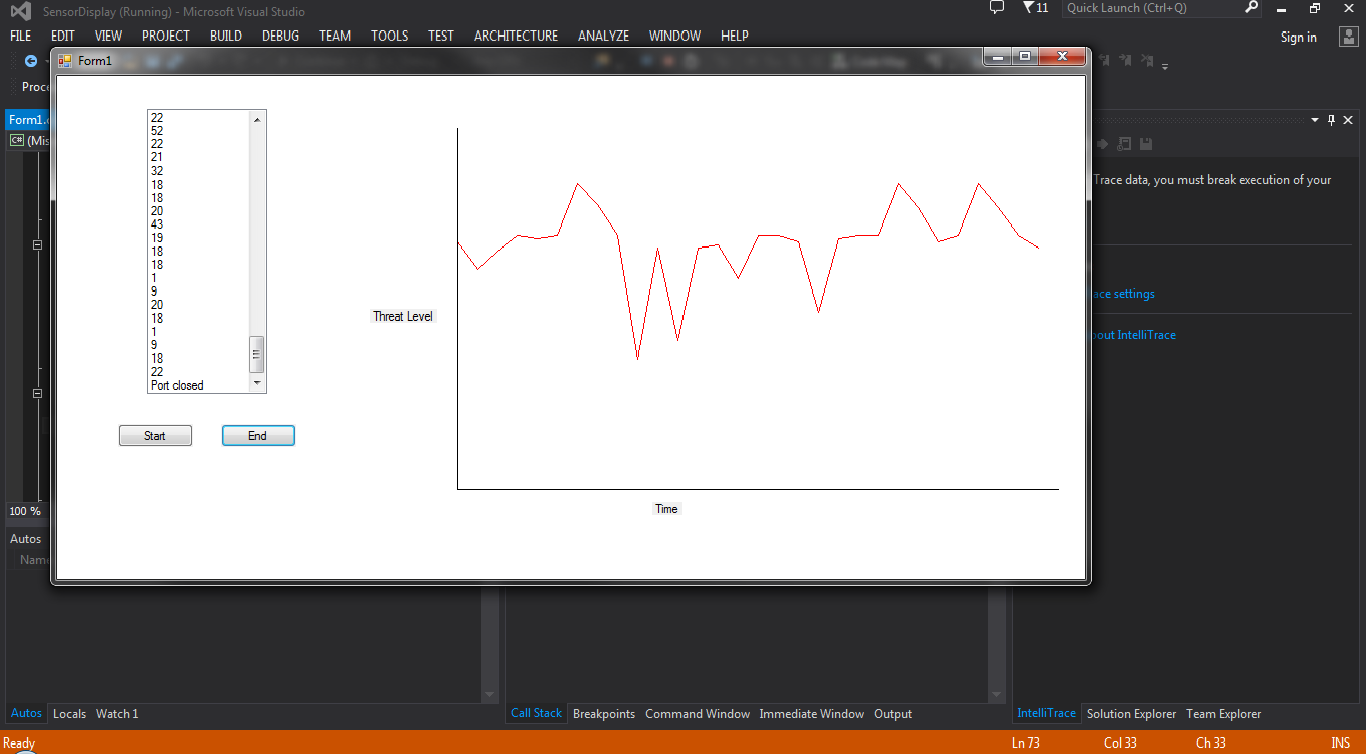 SensorDisplay (Running) - Microsoft Visual Studio
11
Quick Launch (Ctrl+Q)
FILE EDIT VIEW PROJECT BUILD DEBUG TEAM TOOLS TEST ARCHITECTURE ANALYZE WINDOW HELP
Sign in
Form1
Proce
Form1.c
(Mis
22
52
22
21
32
18
18
20
43
19
18
18
1
9
20
18
1
9
18
22
Port closed
Start
End
Threat Level
Time
Trace data, you must break execution of your
ace settings
bout IntelliTrace
100 %
Autos
Name
Autos Locals Watch 1
Call Stack Breakpoints Command Window Immediate Window Output
IntelliTrace Solution Explorer Team Explorer
Ready
Ln 73 Col 33 Ch 33 INS